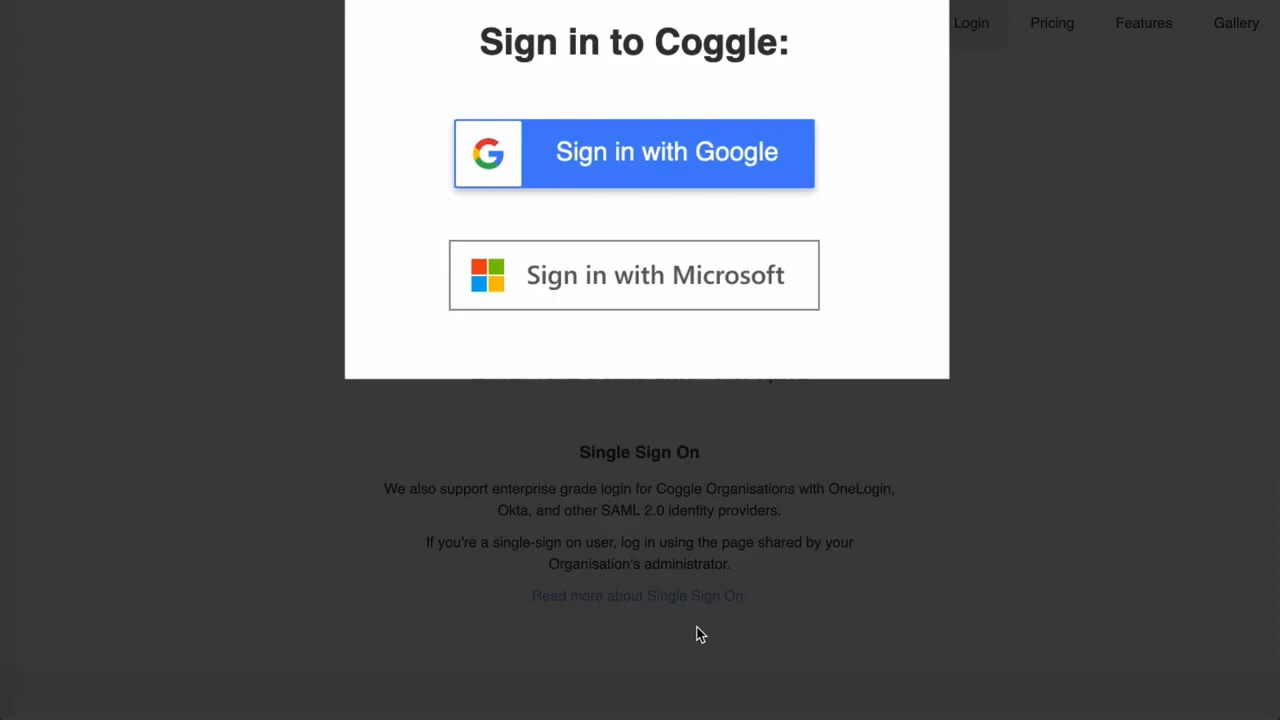 Login Pricing Features Gallery
Sign in to Coggle:
Sign in with Google
Sign in with Microsoft
Single Sign On
We also support enterprise grade login for Coggle Organisations with OneLogin,
Okta, and other SAML 2.0 identity providers.
If you're a single-sign on user, log in using the page shared by your
Organisation's administrator.
Read more about Single Sign On.